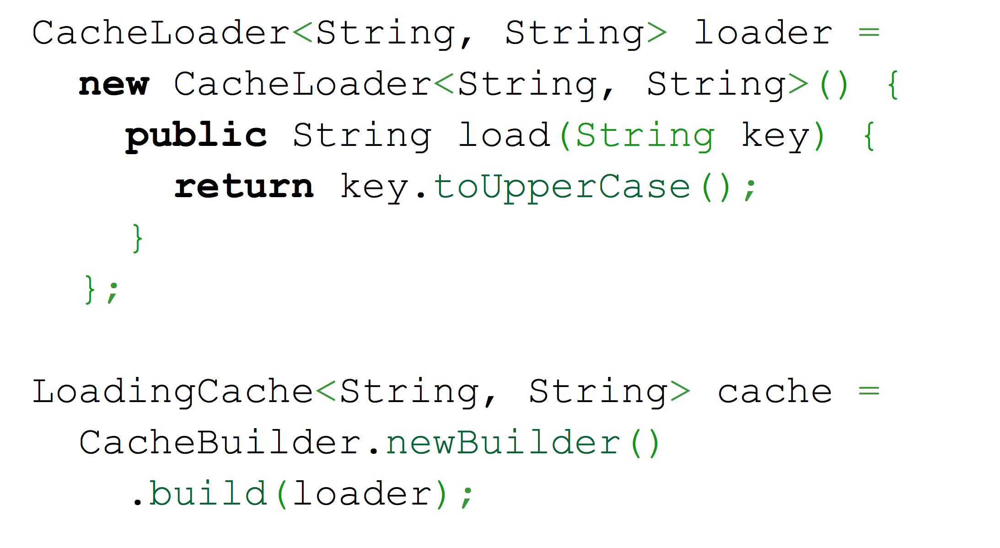 CacheLoader<String, String> loader =
  new CacheLoader<String, String>() {
    public String load(String key) {
      return key.toUpperCase();
    }
  };

LoadingCache<String, String> cache =
  CacheBuilder.newBuilder()
    .build(loader);